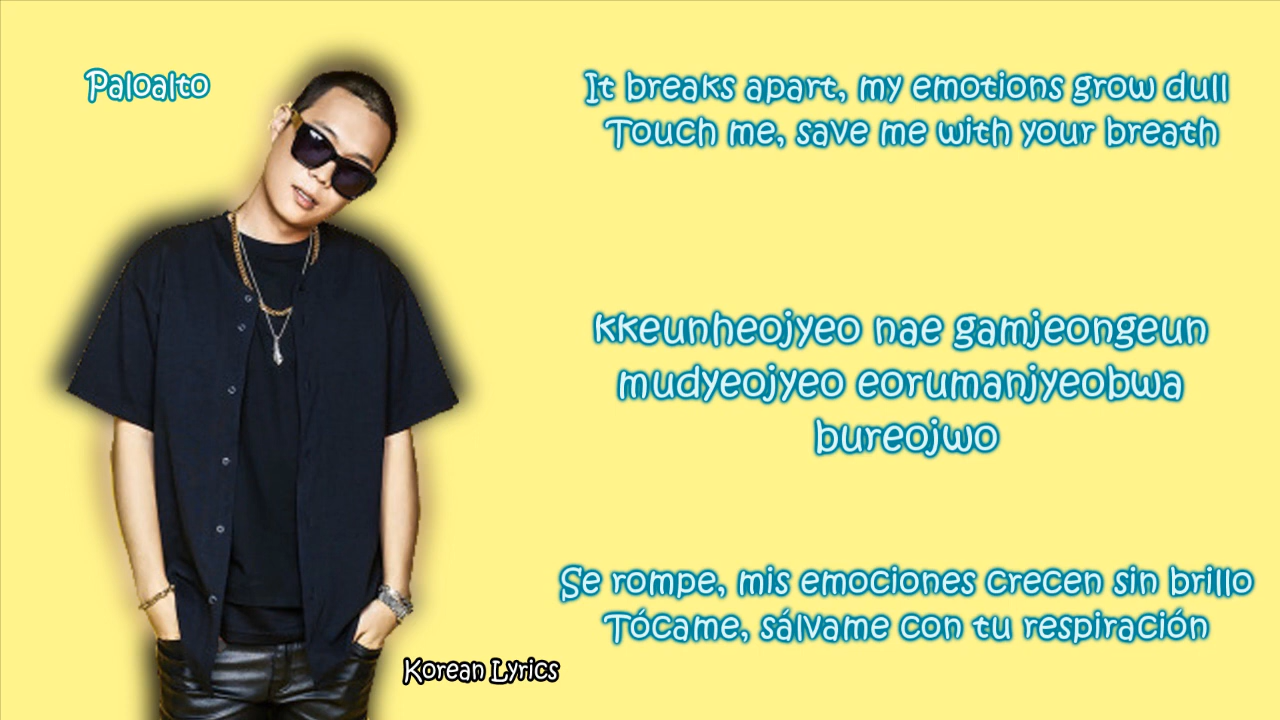 Paloalto
It breaks apart, my emotions grow dull
Touch me, save me with your breath
kkeunheojyeo nae gamjeongeun
mudyeojyeo eorumanjyeobwa
bureojwo
Se rompe, mis emociones crecen sin brillo
Tócame, sálvame con tu respiración
Korean Lyrics